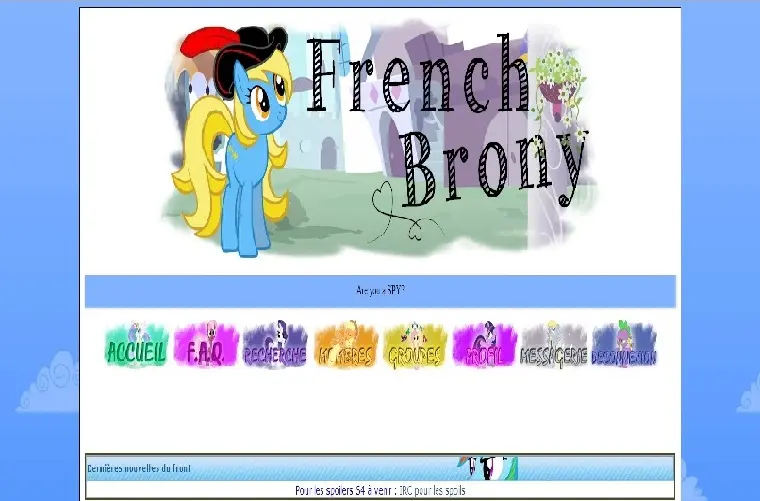 French
Brony
Are you a SPY?
ACCUEIL F.A.Q. RECHERCHE MEMBRES GROUPES PROFIL MESSAGERIE DECONNEXION
Dernières nouvelles du front
Pour les spoilers S4 à venir : IRC pour les spoils